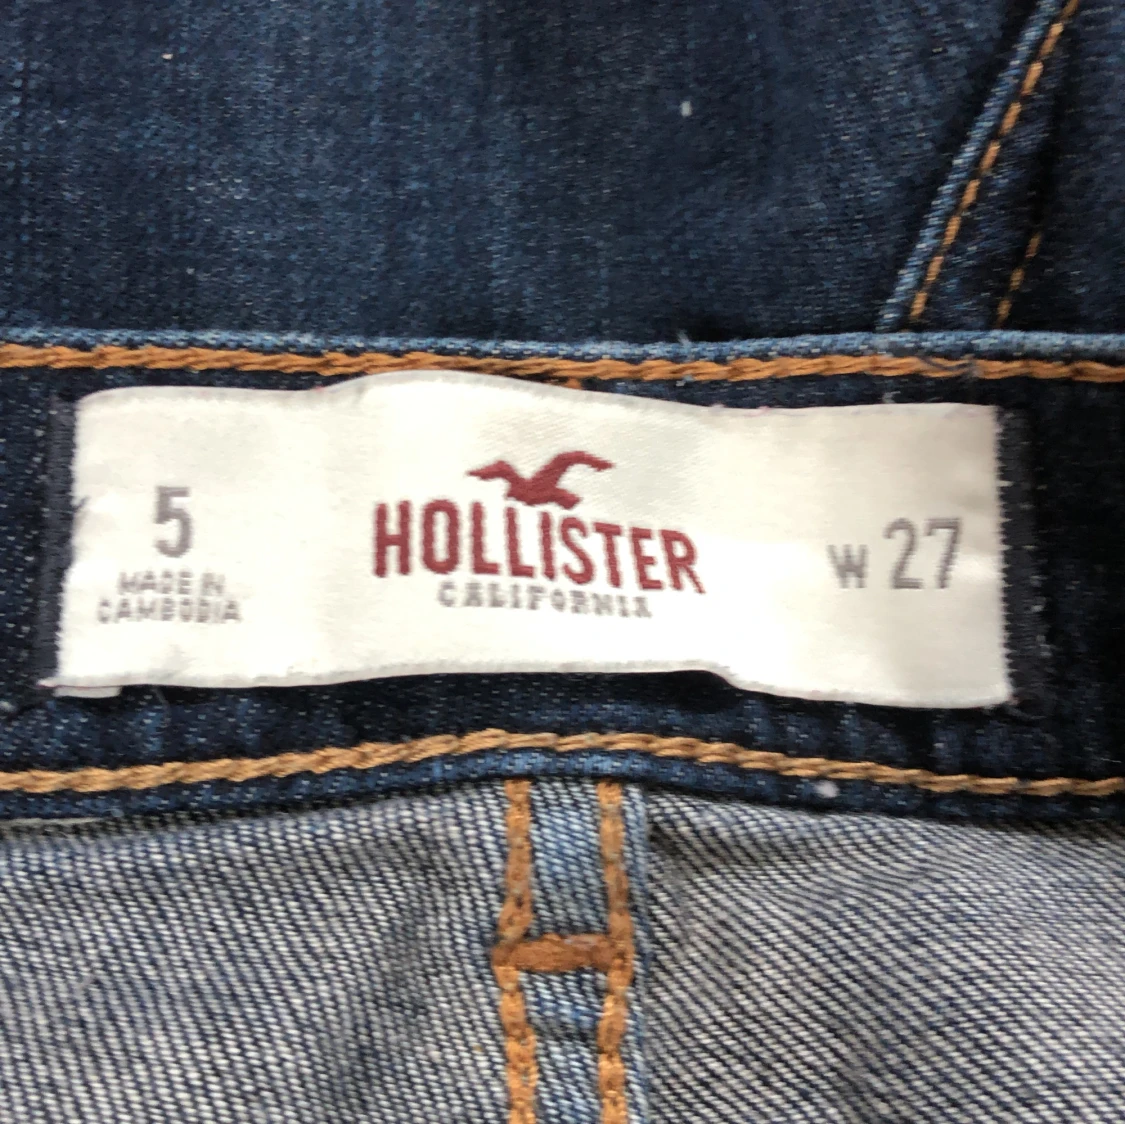 5
MADE IN
CAMBODIA
HOLLISTER
CALIFORNIA
W 27